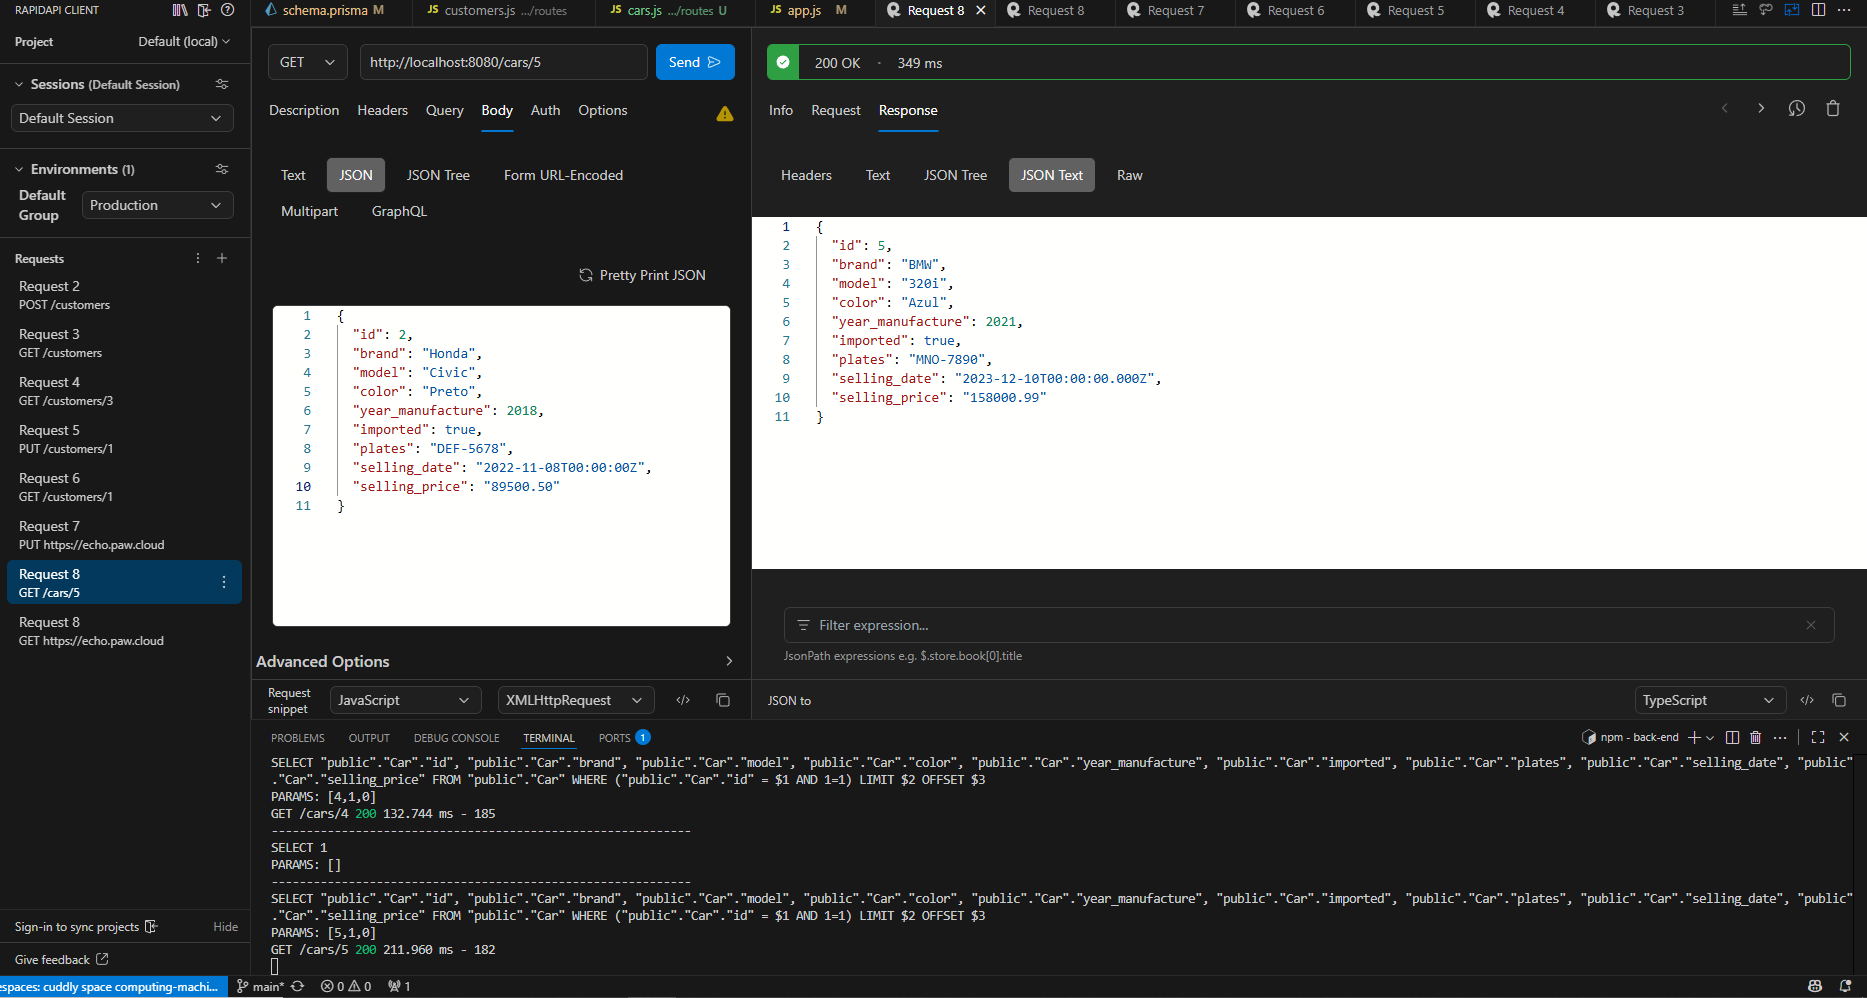 RAPIDAPI CLIENT
Project
Default (local)
Sessions (Default Session)
Default Session
Environments (1)
Default Group
Production
Requests
Request 2
POST /customers
Request 3
GET /customers
Request 4
GET /customers/3
Request 5
PUT /customers/1
Request 6
GET /customers/1
Request 7
PUT https://echo.paw.cloud
Request 8
GET /cars/5
Request 8
GET https://echo.paw.cloud
Sign-in to sync projects
Hide
Give feedback
schema.prisma M
JS customers.js .../routes
JS cars.js .../routes U
JS app.js M
Request 8
Request 8
Request 7
Request 6
Request 5
Request 4
Request 3
GET
http://localhost:8080/cars/5
Send
Description Headers Query Body Auth Options
Text JSON JSON Tree Form URL-Encoded
Multipart GraphQL
Pretty Print JSON
1 {
2 "id": 2,
3 "brand": "Honda",
4 "model": "Civic",
5 "color": "Preto",
6 "year_manufacture": 2018,
7 "imported": true,
8 "plates": "DEF-5678",
9 "selling_date": "2022-11-08T00:00:00Z",
10 "selling_price": "89500.50"
11 }
Advanced Options
Request snippet
JavaScript
XMLHttpRequest
200 OK · 349 ms
Info Request Response
Headers Text JSON Tree JSON Text Raw
1 {
2 "id": 5,
3 "brand": "BMW",
4 "model": "320i",
5 "color": "Azul",
6 "year_manufacture": 2021,
7 "imported": true,
8 "plates": "MNO-7890",
9 "selling_date": "2023-12-10T00:00:00.000Z",
10 "selling_price": "158000.99"
11 }
Filter expression...
JsonPath expressions e.g. $.store.book[0].title
JSON to
TypeScript
PROBLEMS OUTPUT DEBUG CONSOLE TERMINAL PORTS 1
npm - back-end
SELECT "public"."Car"."id", "public"."Car"."brand", "public"."Car"."model", "public"."Car"."color", "public"."Car"."year_manufacture", "public"."Car"."imported", "public"."Car"."plates", "public"."Car"."selling_date", "public"
."Car"."selling_price" FROM "public"."Car" WHERE ("public"."Car"."id" = $1 AND 1=1) LIMIT $2 OFFSET $3
PARAMS: [4,1,0]
GET /cars/4 200 132.744 ms - 185
------------------------------------------------------------
SELECT 1
PARAMS: []
------------------------------------------------------------
SELECT "public"."Car"."id", "public"."Car"."brand", "public"."Car"."model", "public"."Car"."color", "public"."Car"."year_manufacture", "public"."Car"."imported", "public"."Car"."plates", "public"."Car"."selling_date", "public"
."Car"."selling_price" FROM "public"."Car" WHERE ("public"."Car"."id" = $1 AND 1=1) LIMIT $2 OFFSET $3
PARAMS: [5,1,0]
GET /cars/5 200 211.960 ms - 182
espaces: cuddly space computing-machi...
main*
0 0
1